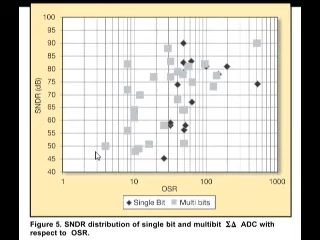 100
95
90
85
80
75
70
65
60
55
50
45
40
SNDR (dB)
1 10 100 1000
OSR
Single Bit Multi bits
Figure 5. SNDR distribution of single bit and multibit ΣΔ ADC with
respect to OSR.